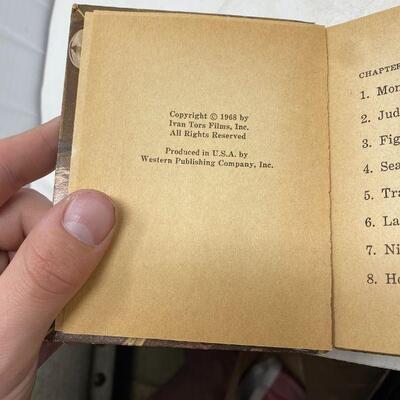 Copyright © 1968 by
Ivan Tors Films, Inc.
All Rights Reserved
Produced in U.S.A. by
Western Publishing Company, Inc.
CHAPTER
1. Mon
2. Jud
3. Fig
4. Sea
5. Tra
6. La
7. Ni
8. Ho